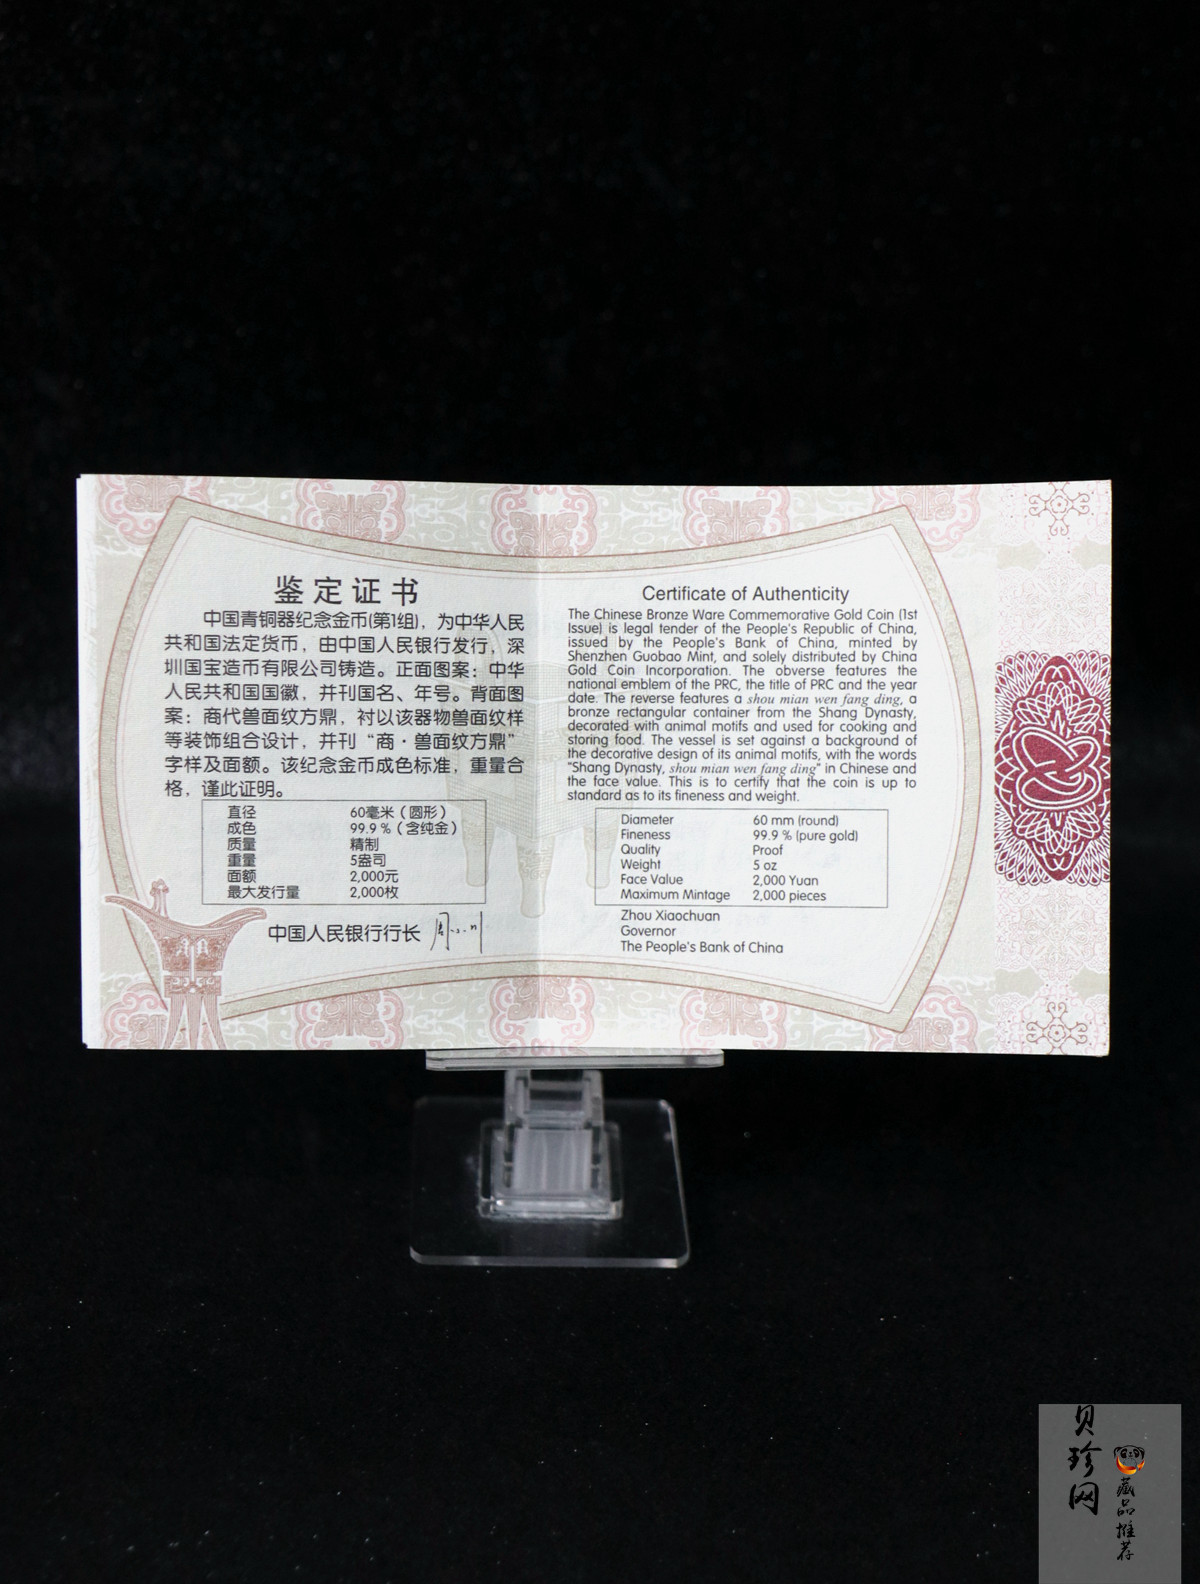 鉴定证书
中国青铜器纪念金币(第1组)，为中华人民
共和国法定货币，由中国人民银行发行，深
圳国宝造币有限公司铸造。正面图案：中华
人民共和国国徽，并刊国名、年号。背面图
案：商代兽面纹方鼎，衬以该器物兽面纹样
等装饰组合设计，并刊“商·兽面纹方鼎”
字样及面额。该纪念金币成色标准，重量合
格，谨此证明。
直径 60毫米（圆形）
成色 99.9％（含纯金）
质量 精制
重量 5盎司
面额 2,000元
最大发行量 2,000枚
中国人民银行行长 周小川
Certificate of Authenticity
The Chinese Bronze Ware Commemorative Gold Coin (1st
Issue) is legal tender of the People's Republic of China,
issued by the People's Bank of China, minted by
Shenzhen Guobao Mint, and solely distributed by China
Gold Coin Incorporation. The obverse features the
national emblem of the PRC, the title of PRC and the year
date. The reverse features a shou mian wen fang ding, a
bronze rectangular container from the Shang Dynasty,
decorated with animal motifs and used for cooking and
storing food. The vessel is set against a background of
the decorative design of its animal motifs, with the words
"Shang Dynasty, shou mian wen fang ding" in Chinese and
the face value. This is to certify that the coin is up to
standard as to its fineness and weight.
Diameter 60 mm (round)
Fineness 99.9 % (pure gold)
Quality Proof
Weight 5 oz
Face Value 2,000 Yuan
Maximum Mintage 2,000 pieces
Zhou Xiaochuan
Governor
The People's Bank of China
贝珍网
藏品推荐